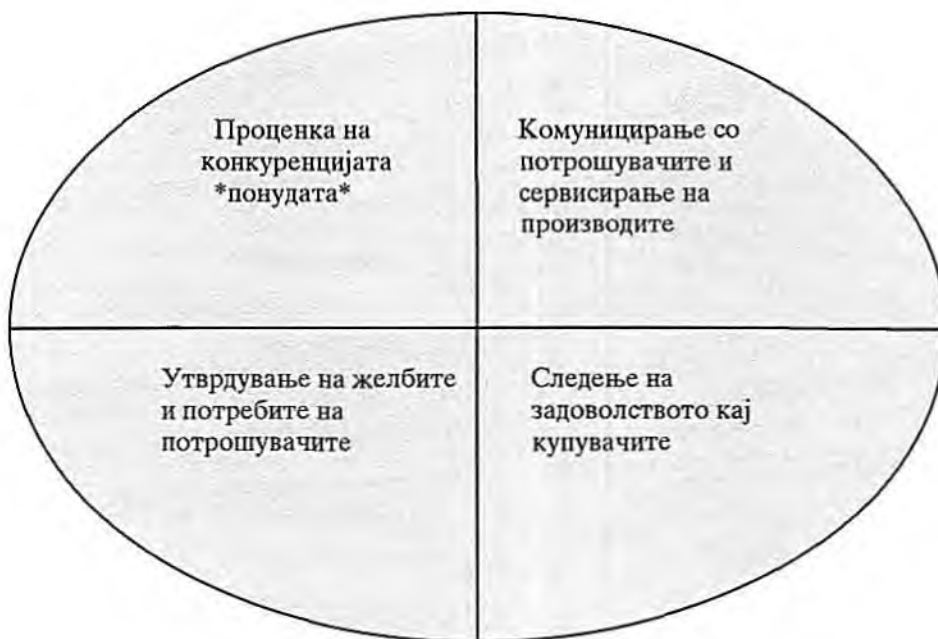 Проценка на
конкуренцијата
*понудата*
Комуницирање со
потрошувачите и
сервисирање на
производите
Утврдување на желбите
и потребите на
потрошувачите
Следење на
задоволството кај
купувачите